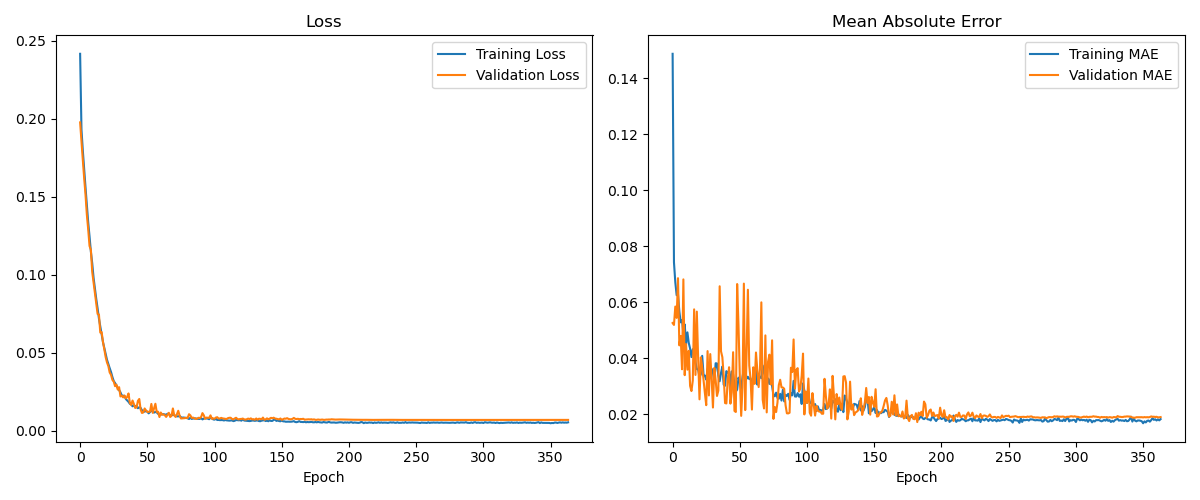 Loss
0.25
0.20
0.15
0.10
0.05
0.00
Training Loss
Validation Loss
0 50 100 150 200 250 300 350
Epoch
Mean Absolute Error
0.14
0.12
0.10
0.08
0.06
0.04
0.02
Training MAE
Validation MAE
0 50 100 150 200 250 300 350
Epoch